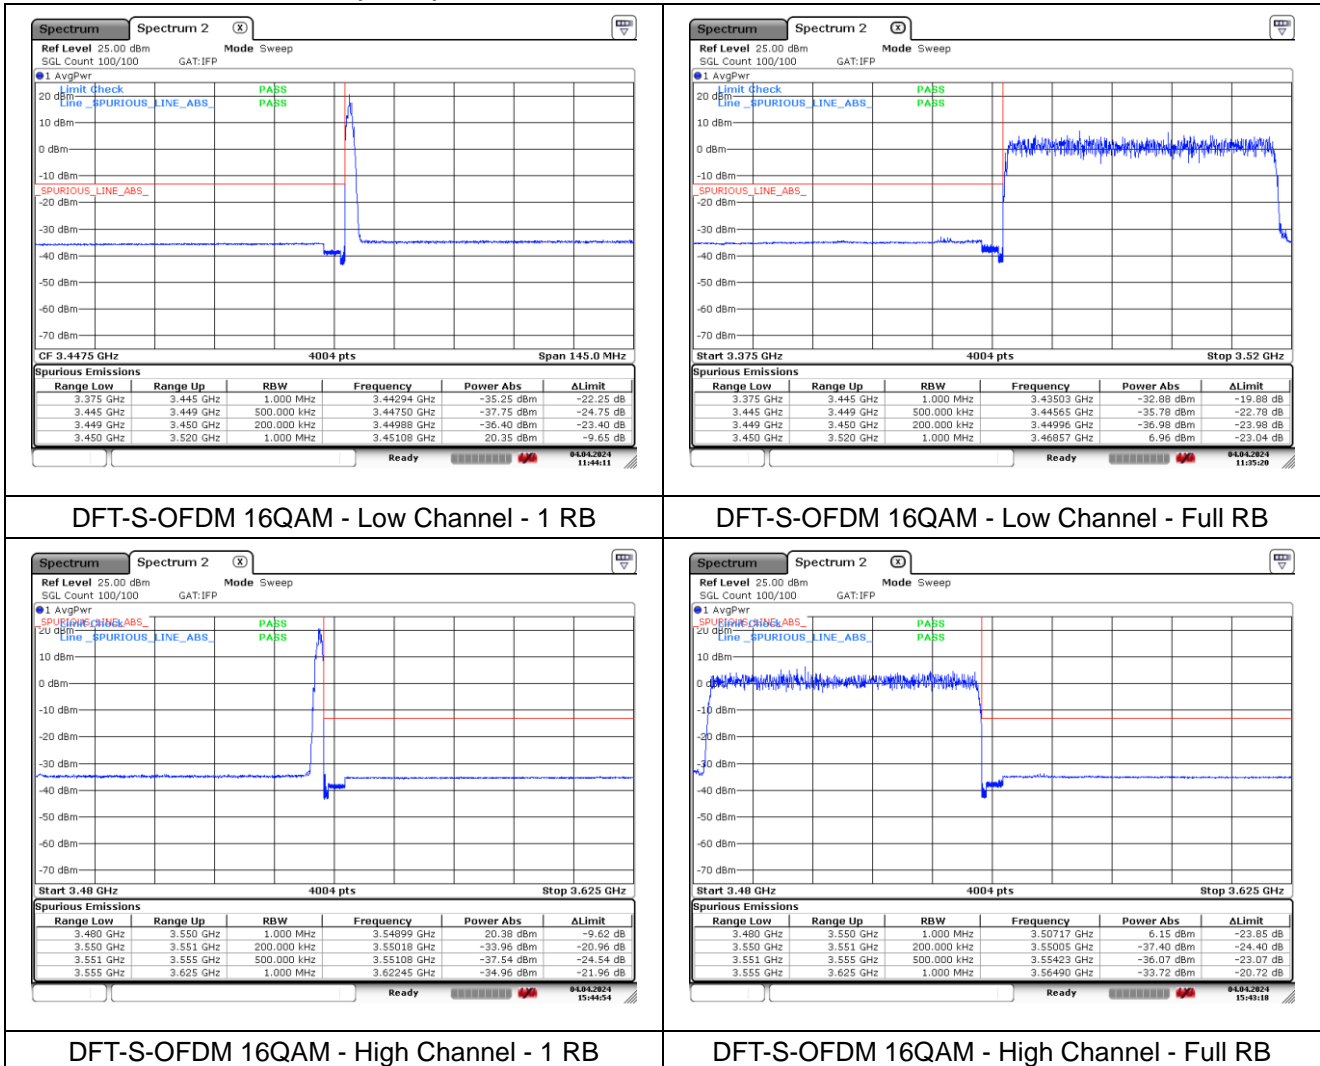 Spectrum Spectrum 2 X
Ref Level 25.00 dBm Mode Sweep
SGL Count 100/100 GAT:IFP
1 AvgPwr
Limit Check PASS
20 dBm
Line _SPURIOUS_LINE_ABS_ PASS
10 dBm
0 dBm
-10 dBm
_SPURIOUS_LINE_ABS_
-20 dBm
-30 dBm
-40 dBm
-50 dBm
-60 dBm
-70 dBm
CF 3.4475 GHz 4004 pts Span 145.0 MHz
Spurious Emissions
Range Low Range Up RBW Frequency Power Abs ΔLimit
3.375 GHz 3.445 GHz 1.000 MHz 3.44294 GHz -35.25 dBm -22.25 dB
3.445 GHz 3.449 GHz 500.000 kHz 3.44750 GHz -37.75 dBm -24.75 dB
3.449 GHz 3.450 GHz 200.000 kHz 3.44988 GHz -36.40 dBm -23.40 dB
3.450 GHz 3.520 GHz 1.000 MHz 3.45108 GHz 20.35 dBm -9.65 dB
Ready 04.04.2024
11:44:11
DFT-S-OFDM 16QAM - Low Channel - 1 RB
Spectrum Spectrum 2 X
Ref Level 25.00 dBm Mode Sweep
SGL Count 100/100 GAT:IFP
1 AvgPwr
Limit Check PASS
20 dBm
Line _SPURIOUS_LINE_ABS_ PASS
10 dBm
0 dBm
-10 dBm
_SPURIOUS_LINE_ABS_
-20 dBm
-30 dBm
-40 dBm
-50 dBm
-60 dBm
-70 dBm
Start 3.375 GHz 4004 pts Stop 3.52 GHz
Spurious Emissions
Range Low Range Up RBW Frequency Power Abs ΔLimit
3.375 GHz 3.445 GHz 1.000 MHz 3.43503 GHz -32.88 dBm -19.88 dB
3.445 GHz 3.449 GHz 500.000 kHz 3.44565 GHz -35.78 dBm -22.78 dB
3.449 GHz 3.450 GHz 200.000 kHz 3.44996 GHz -36.98 dBm -23.98 dB
3.450 GHz 3.520 GHz 1.000 MHz 3.46857 GHz 6.96 dBm -23.04 dB
Ready 04.04.2024
11:35:20
DFT-S-OFDM 16QAM - Low Channel - Full RB
Spectrum Spectrum 2 X
Ref Level 25.00 dBm Mode Sweep
SGL Count 100/100 GAT:IFP
1 AvgPwr
_SPURIOUS_LINE_ABS_
Limit Check PASS
20 dBm
Line _SPURIOUS_LINE_ABS_ PASS
10 dBm
0 dBm
-10 dBm
-20 dBm
-30 dBm
-40 dBm
-50 dBm
-60 dBm
-70 dBm
Start 3.48 GHz 4004 pts Stop 3.625 GHz
Spurious Emissions
Range Low Range Up RBW Frequency Power Abs ΔLimit
3.480 GHz 3.550 GHz 1.000 MHz 3.54899 GHz 20.38 dBm -9.62 dB
3.550 GHz 3.551 GHz 200.000 kHz 3.55018 GHz -33.96 dBm -20.96 dB
3.551 GHz 3.555 GHz 500.000 kHz 3.55108 GHz -37.54 dBm -24.54 dB
3.555 GHz 3.625 GHz 1.000 MHz 3.62245 GHz -34.96 dBm -21.96 dB
Ready 04.04.2024
15:44:54
DFT-S-OFDM 16QAM - High Channel - 1 RB
Spectrum Spectrum 2 X
Ref Level 25.00 dBm Mode Sweep
SGL Count 100/100 GAT:IFP
1 AvgPwr
_SPURIOUS_LINE_ABS_
Limit Check PASS
20 dBm
Line _SPURIOUS_LINE_ABS_ PASS
10 dBm
0 dBm
-10 dBm
-20 dBm
-30 dBm
-40 dBm
-50 dBm
-60 dBm
-70 dBm
Start 3.48 GHz 4004 pts Stop 3.625 GHz
Spurious Emissions
Range Low Range Up RBW Frequency Power Abs ΔLimit
3.480 GHz 3.550 GHz 1.000 MHz 3.50717 GHz 6.15 dBm -23.85 dB
3.550 GHz 3.551 GHz 200.000 kHz 3.55005 GHz -37.40 dBm -24.40 dB
3.551 GHz 3.555 GHz 500.000 kHz 3.55423 GHz -36.07 dBm -23.07 dB
3.555 GHz 3.625 GHz 1.000 MHz 3.56490 GHz -33.72 dBm -20.72 dB
Ready 04.04.2024
15:43:18
DFT-S-OFDM 16QAM - High Channel - Full RB